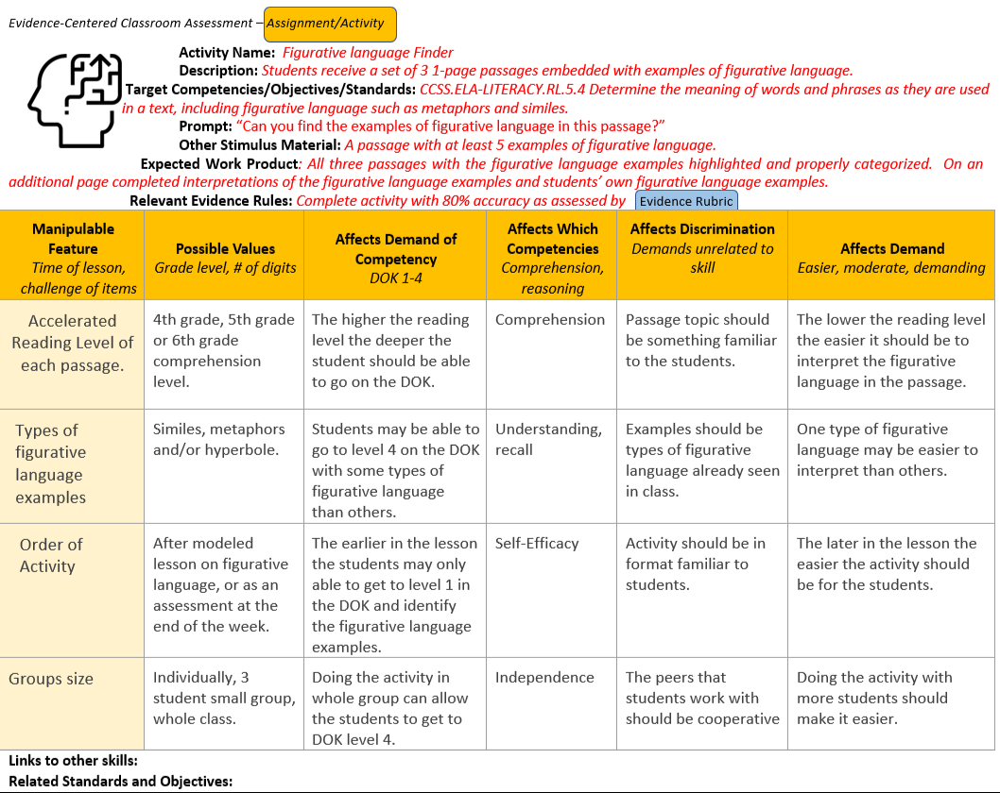 Evidence-Centered Classroom Assessment – Assignment/Activity
Activity Name: Figurative language Finder
Description: Students receive a set of 3 1-page passages embedded with examples of figurative language.
Target Competencies/Objectives/Standards: CCSS.ELA-LITERACY.RL.5.4 Determine the meaning of words and phrases as they are used
in a text, including figurative language such as metaphors and similes.
Prompt: “Can you find the examples of figurative language in this passage?”
Other Stimulus Material: A passage with at least 5 examples of figurative language.
Expected Work Product: All three passages with the figurative language examples highlighted and properly categorized. On an
additional page completed interpretations of the figurative language examples and students’ own figurative language examples.
Relevant Evidence Rules: Complete activity with 80% accuracy as assessed by Evidence Rubric
Manipulable
Feature
Time of lesson,
challenge of items
Possible Values
Grade level, # of digits
Affects Demand of
Competency
DOK 1-4
Affects Which
Competencies
Comprehension,
reasoning
Affects Discrimination
Demands unrelated to
skill
Affects Demand
Easier, moderate, demanding
Accelerated
Reading Level of
each passage.
4th grade, 5th grade
or 6th grade
comprehension
level.
The higher the reading
level the deeper the
student should be able
to go on the DOK.
Comprehension
Passage topic should
be something familiar
to the students.
The lower the reading level
the easier it should be to
interpret the figurative
language in the passage.
Types of
figurative
language
examples
Similes, metaphors
and/or hyperbole.
Students may be able to
go to level 4 on the DOK
with some types of
figurative language
than others.
Understanding,
recall
Examples should be
types of figurative
language already seen
in class.
One type of figurative
language may be easier to
interpret than others.
Order of
Activity
After modeled
lesson on figurative
language, or as an
assessment at the
end of the week.
The earlier in the lesson
the students may only
able to get to level 1 in
the DOK and identify
the figurative language
examples.
Self-Efficacy
Activity should be in
format familiar to
students.
The later in the lesson the
easier the activity should
be for the students.
Groups size
Individually, 3
student small group,
whole class.
Doing the activity in
whole group can allow
the students to get to
DOK level 4.
Independence
The peers that
students work with
should be cooperative
Doing the activity with
more students should
make it easier.
Links to other skills:
Related Standards and Objectives: